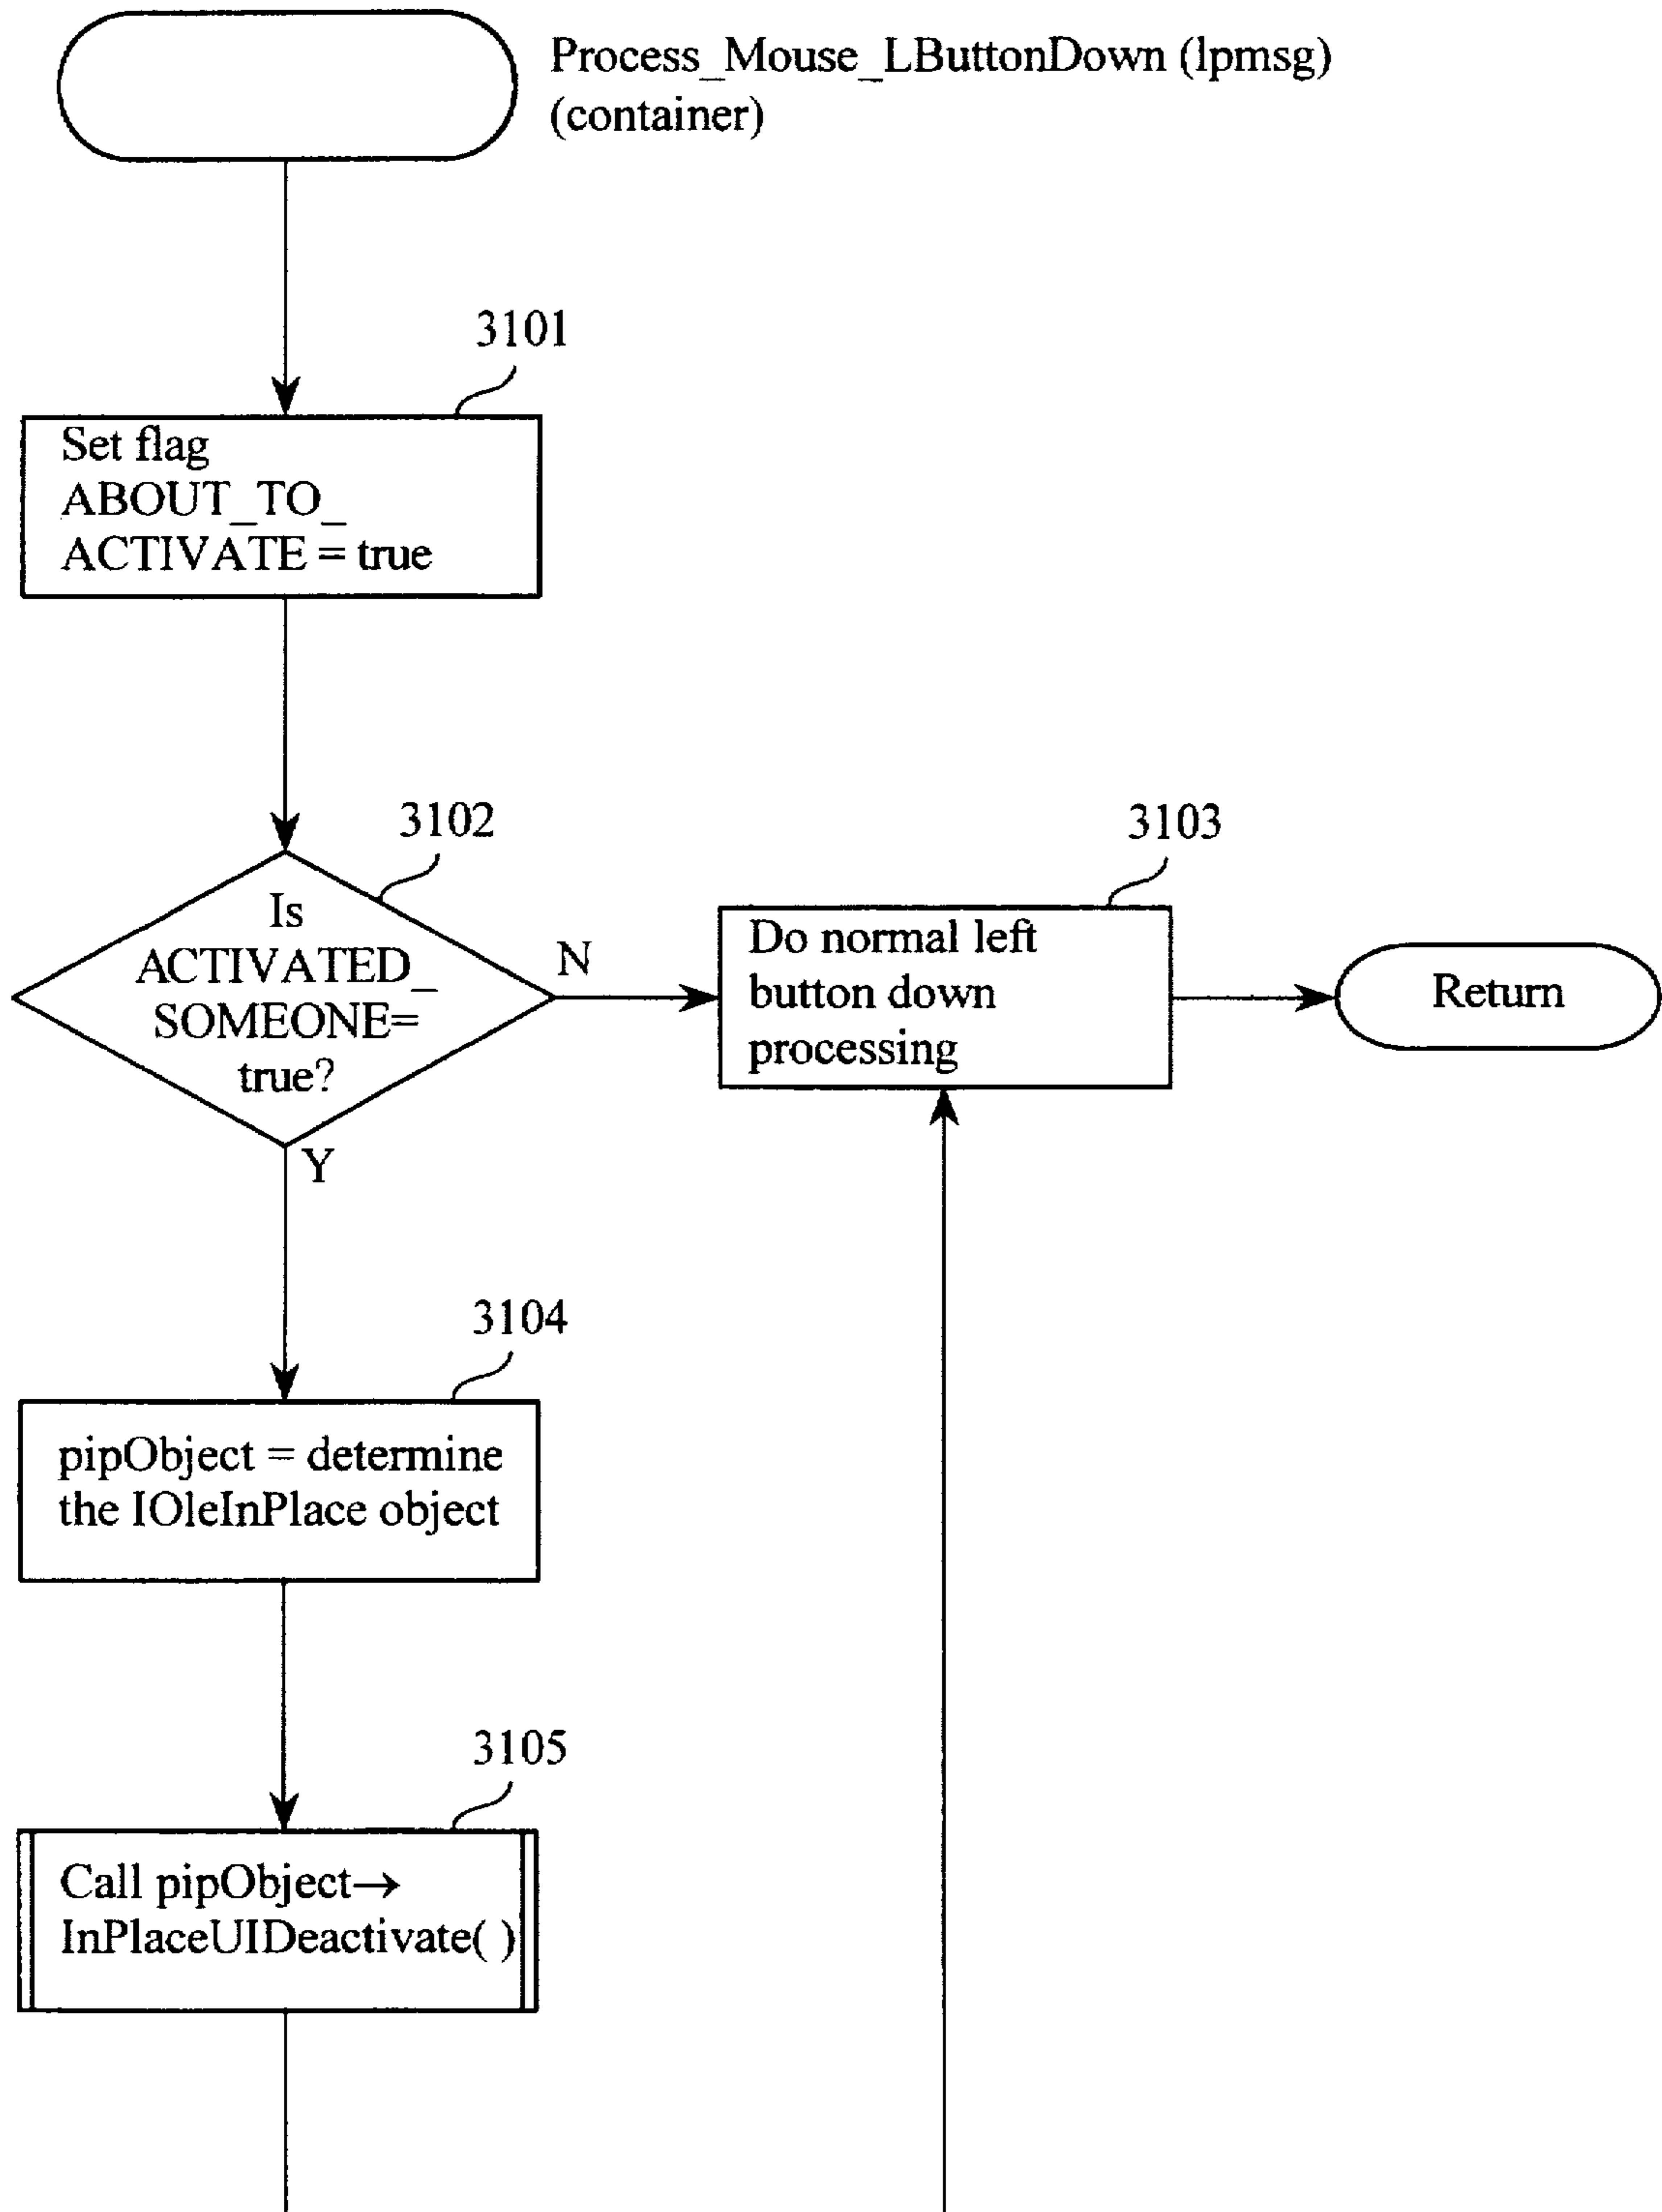 Process_Mouse_LButtonDown (lpmsg)
(container)
3101
Set flag
ABOUT_TO_
ACTIVATE = true
3102
Is
ACTIVATED_
SOMEONE=
true?
N
Y
3103
Do normal left
button down
processing
Return
3104
pipObject = determine
the IOleInPlace object
3105
Call pipObject→
InPlaceUIDeactivate( )